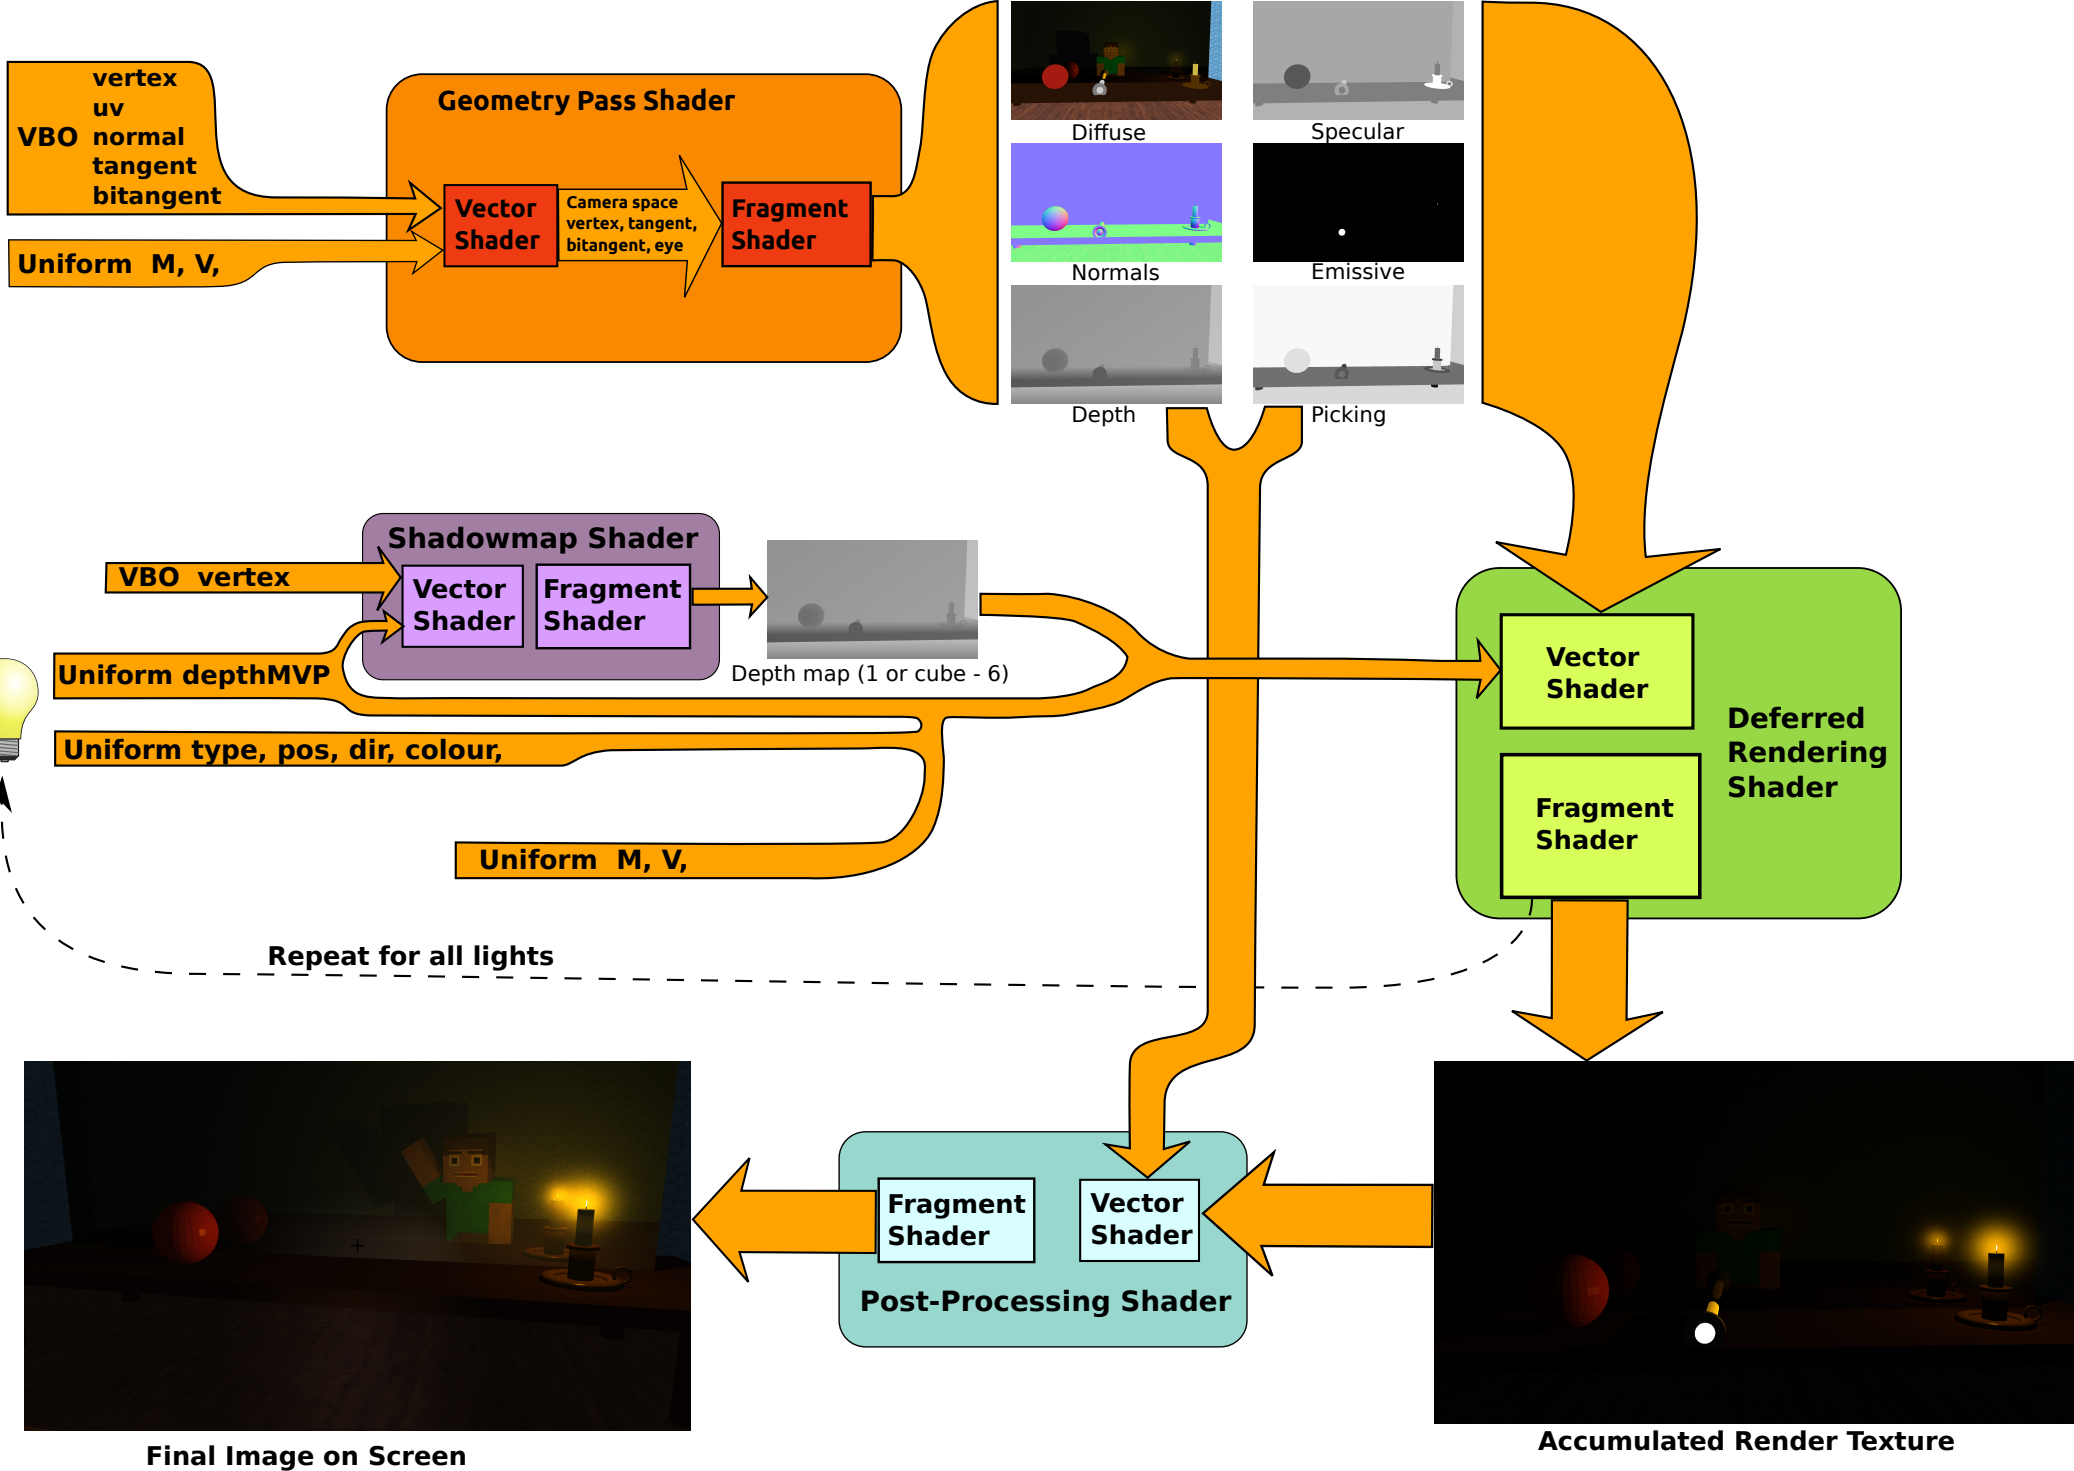 VBO
vertex
uv
normal
tangent
bitangent
Uniform  M, V,
Geometry Pass Shader
Vector
Shader
Camera space
vertex, tangent,
bitangent, eye
Fragment
Shader
Diffuse
Specular
Normals
Emissive
Depth
Picking
Shadowmap Shader
VBO  vertex
Vector
Shader
Fragment
Shader
Uniform depthMVP
Depth map (1 or cube - 6)
Uniform type, pos, dir, colour,
Uniform  M, V,
Vector
Shader
Fragment
Shader
Deferred
Rendering
Shader
Repeat for all lights
Fragment
Shader
Vector
Shader
Post-Processing Shader
Final Image on Screen
Accumulated Render Texture